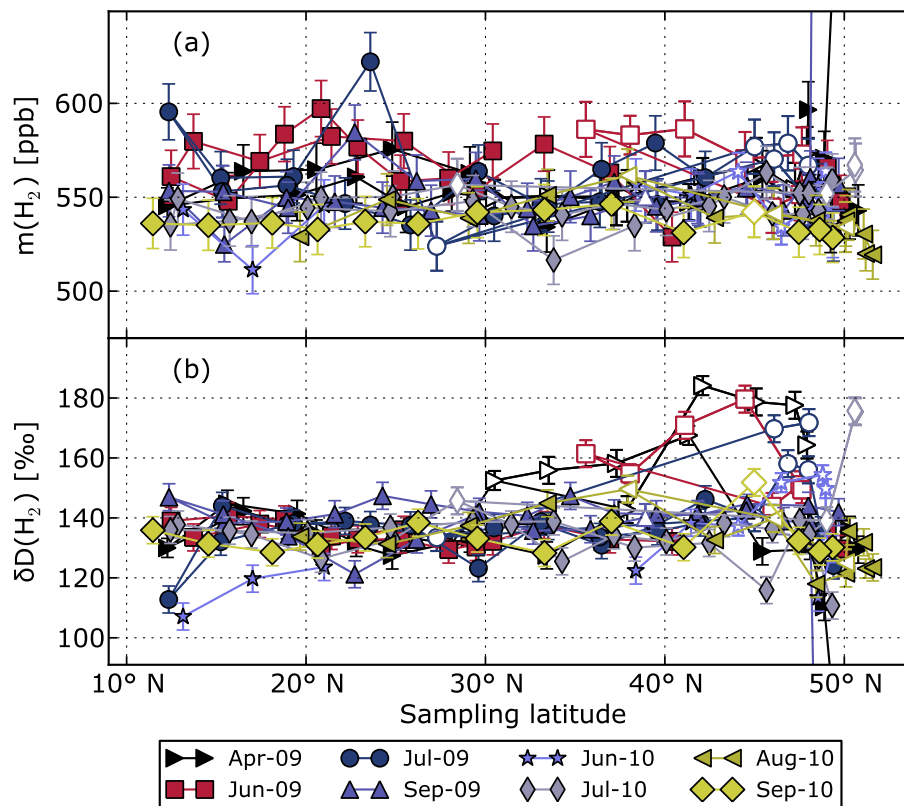 (a)
m(H₂) [ppb]
600
550
500
(b)
δD(H₂) [‰]
180
160
140
120
100
10° N 20° N 30° N 40° N 50° N
Sampling latitude
Apr-09 Jul-09 Jun-10 Aug-10
Jun-09 Sep-09 Jul-10 Sep-10